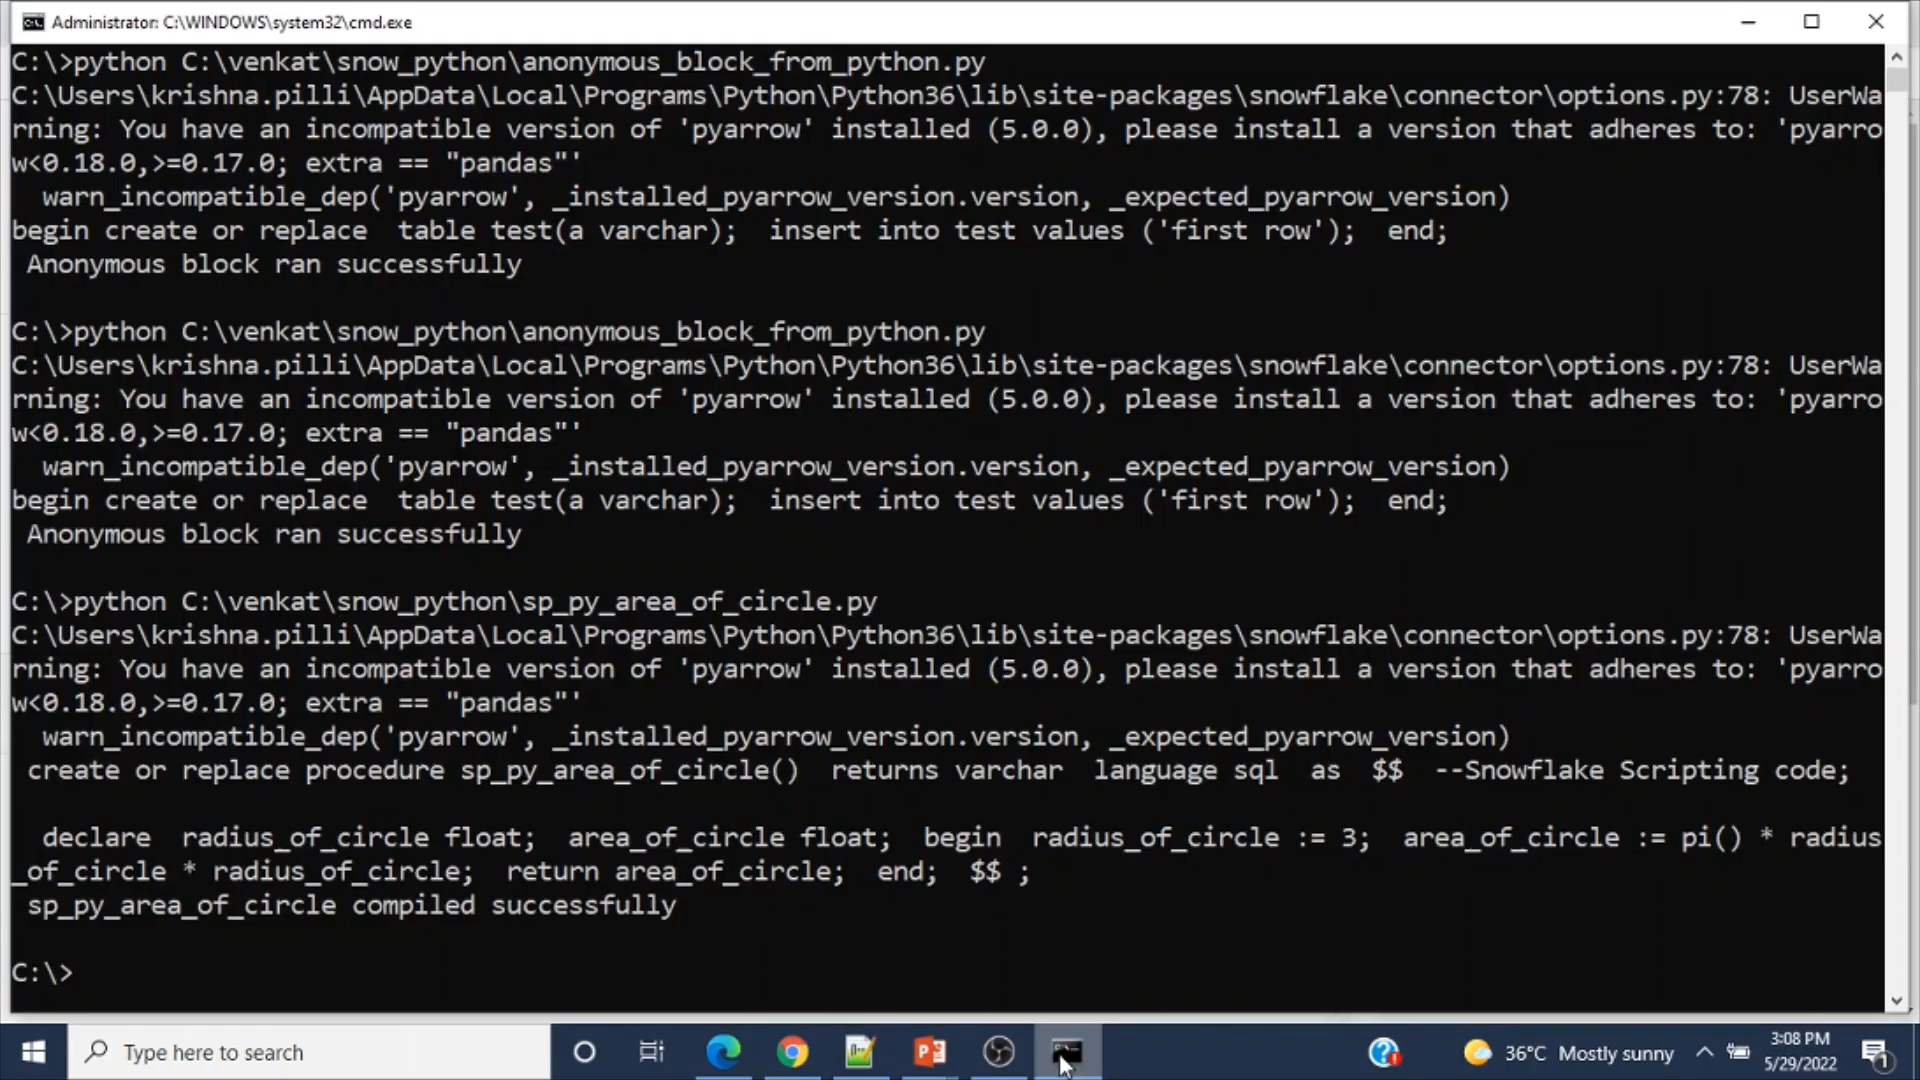 Administrator: C:\WINDOWS\system32\cmd.exe
C:\>python C:\venkat\snow_python\anonymous_block_from_python.py
C:\Users\krishna.pilli\AppData\Local\Programs\Python\Python36\lib\site-packages\snowflake\connector\options.py:78: UserWa
rning: You have an incompatible version of 'pyarrow' installed (5.0.0), please install a version that adheres to: 'pyarro
w<0.18.0,>=0.17.0; extra == "pandas"'
  warn_incompatible_dep('pyarrow', _installed_pyarrow_version.version, _expected_pyarrow_version)
begin create or replace  table test(a varchar);  insert into test values ('first row');  end;
 Anonymous block ran successfully
C:\>python C:\venkat\snow_python\anonymous_block_from_python.py
C:\Users\krishna.pilli\AppData\Local\Programs\Python\Python36\lib\site-packages\snowflake\connector\options.py:78: UserWa
rning: You have an incompatible version of 'pyarrow' installed (5.0.0), please install a version that adheres to: 'pyarro
w<0.18.0,>=0.17.0; extra == "pandas"'
  warn_incompatible_dep('pyarrow', _installed_pyarrow_version.version, _expected_pyarrow_version)
begin create or replace  table test(a varchar);  insert into test values ('first row');  end;
 Anonymous block ran successfully
C:\>python C:\venkat\snow_python\sp_py_area_of_circle.py
C:\Users\krishna.pilli\AppData\Local\Programs\Python\Python36\lib\site-packages\snowflake\connector\options.py:78: UserWa
rning: You have an incompatible version of 'pyarrow' installed (5.0.0), please install a version that adheres to: 'pyarro
w<0.18.0,>=0.17.0; extra == "pandas"'
  warn_incompatible_dep('pyarrow', _installed_pyarrow_version.version, _expected_pyarrow_version)
 create or replace procedure sp_py_area_of_circle()  returns varchar  language sql  as  $$  --Snowflake Scripting code;
  declare  radius_of_circle float;  area_of_circle float;  begin  radius_of_circle := 3;  area_of_circle := pi() * radius
_of_circle * radius_of_circle;  return area_of_circle;  end;  $$ ;
 sp_py_area_of_circle compiled successfully
C:\>
Type here to search
36°C Mostly sunny
3:08 PM
5/29/2022
1